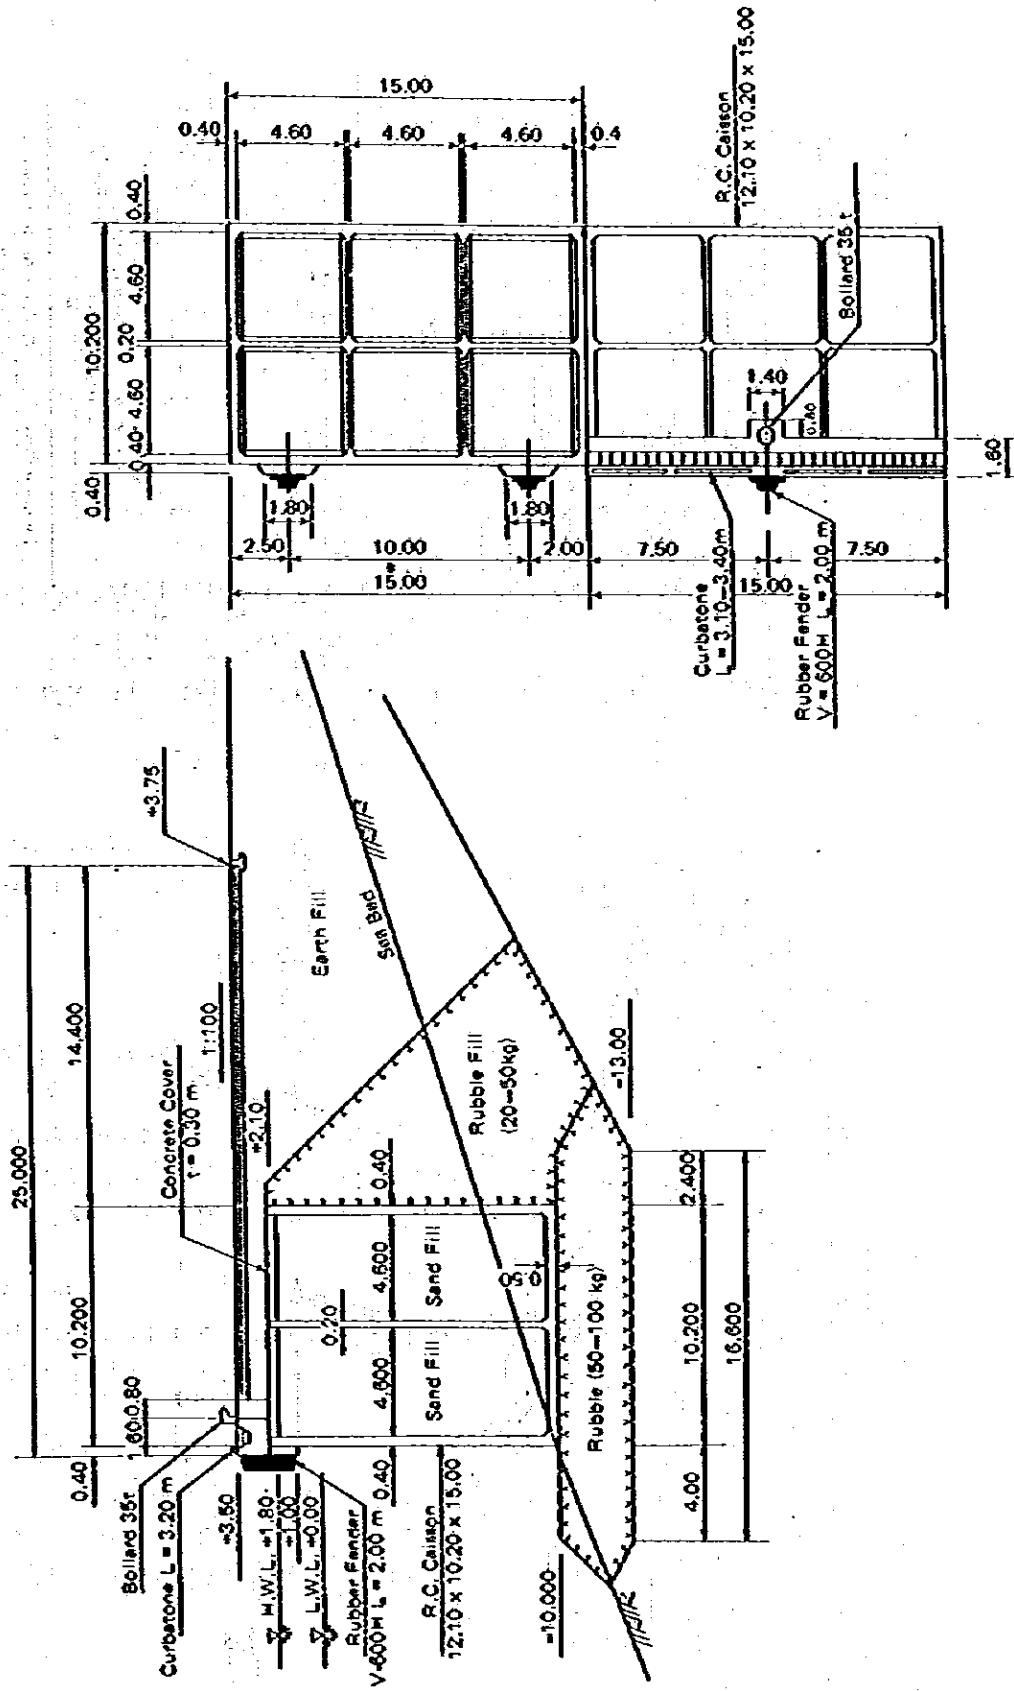 25.000
0.40
10.200
14.400
1.60
0.80
Bollard 35t
Curbstone L = 3.20 m
Concrete Cover
t = 0.30 m
1:100
+3.75
+3.50
H.W.L. +1.80
+1.00
L.W.L. +0.00
+2.10
Rubber Fender
V-600H L = 2.00 m
Earth Fill
Sea Bed
0.40
4.600
0.20
4.600
0.40
Sand Fill
Sand Fill
Rubble Fill
(20-50kg)
R.C. Caisson
12.10 x 10.20 x 15.00
0.50
-10.000
Rubble (50-100 kg)
-13.00
4.00
10.200
2.400
16.600
10.200
0.40
0.40
4.60
0.20
4.60
0.40
15.00
0.40
4.60
4.60
4.60
0.4
1.80
1.80
2.50
10.00
2.00
7.50
7.50
15.00
15.00
R.C. Caisson
12.10 x 10.20 x 15.00
Bollard 35t
1.40
0.80
1.60
Curbstone
L = 3.10-3.40m
Rubber Fender
V = 600H L = 2.00 m